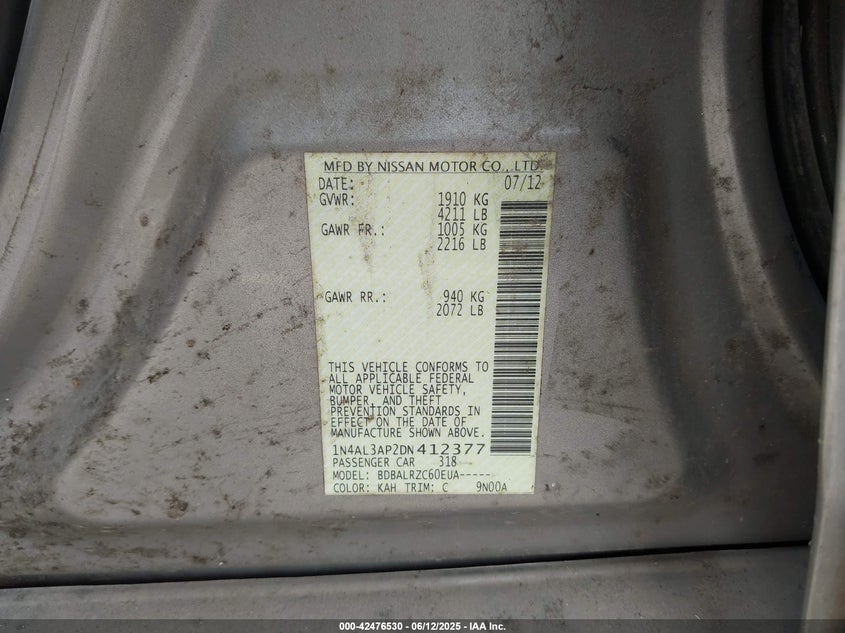 MFD BY NISSAN MOTOR CO., LTD.
DATE: 07/12
GVWR: 1910 KG
4211 LB
GAWR FR.: 1005 KG
2216 LB
GAWR RR.: 940 KG
2072 LB
THIS VEHICLE CONFORMS TO
ALL APPLICABLE FEDERAL
MOTOR VEHICLE SAFETY,
BUMPER, AND THEFT
PREVENTION STANDARDS IN
EFFECT ON THE DATE OF
MANUFACTURE SHOWN ABOVE.
1N4AL3AP2DN412377
PASSENGER CAR 318
MODEL: BDBALRZC60EUA-----
COLOR: KAH TRIM: C 9N00A
000-42476530 - 06/12/2025 - IAA Inc.